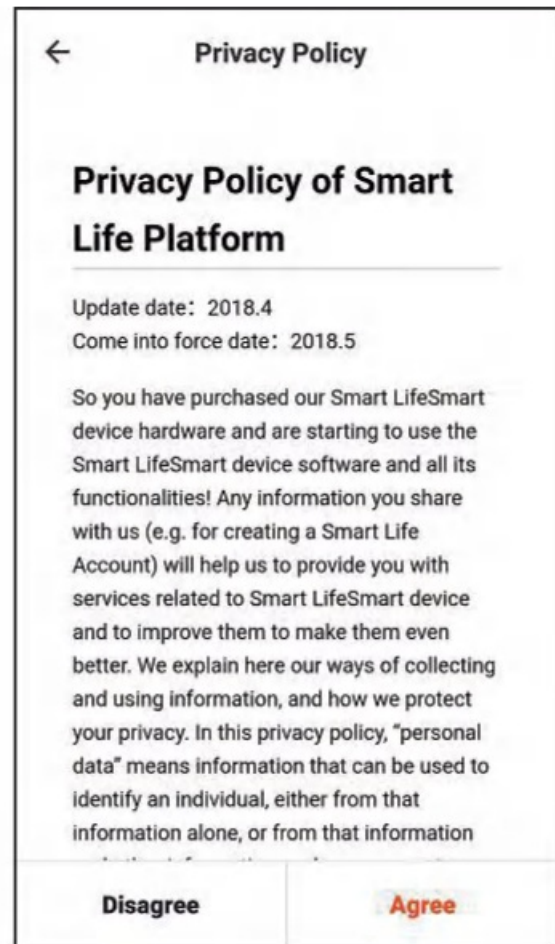 Privacy Policy
Privacy Policy of Smart
Life Platform
Update date: 2018.4
Come into force date: 2018.5
So you have purchased our Smart LifeSmart
device hardware and are starting to use the
Smart LifeSmart device software and all its
functionalities! Any information you share
with us (e.g. for creating a Smart Life
Account) will help us to provide you with
services related to Smart LifeSmart device
and to improve them to make them even
better. We explain here our ways of collecting
and using information, and how we protect
your privacy. In this privacy policy, “personal
data” means information that can be used to
identify an individual, either from that
information alone, or from that information
Disagree
Agree